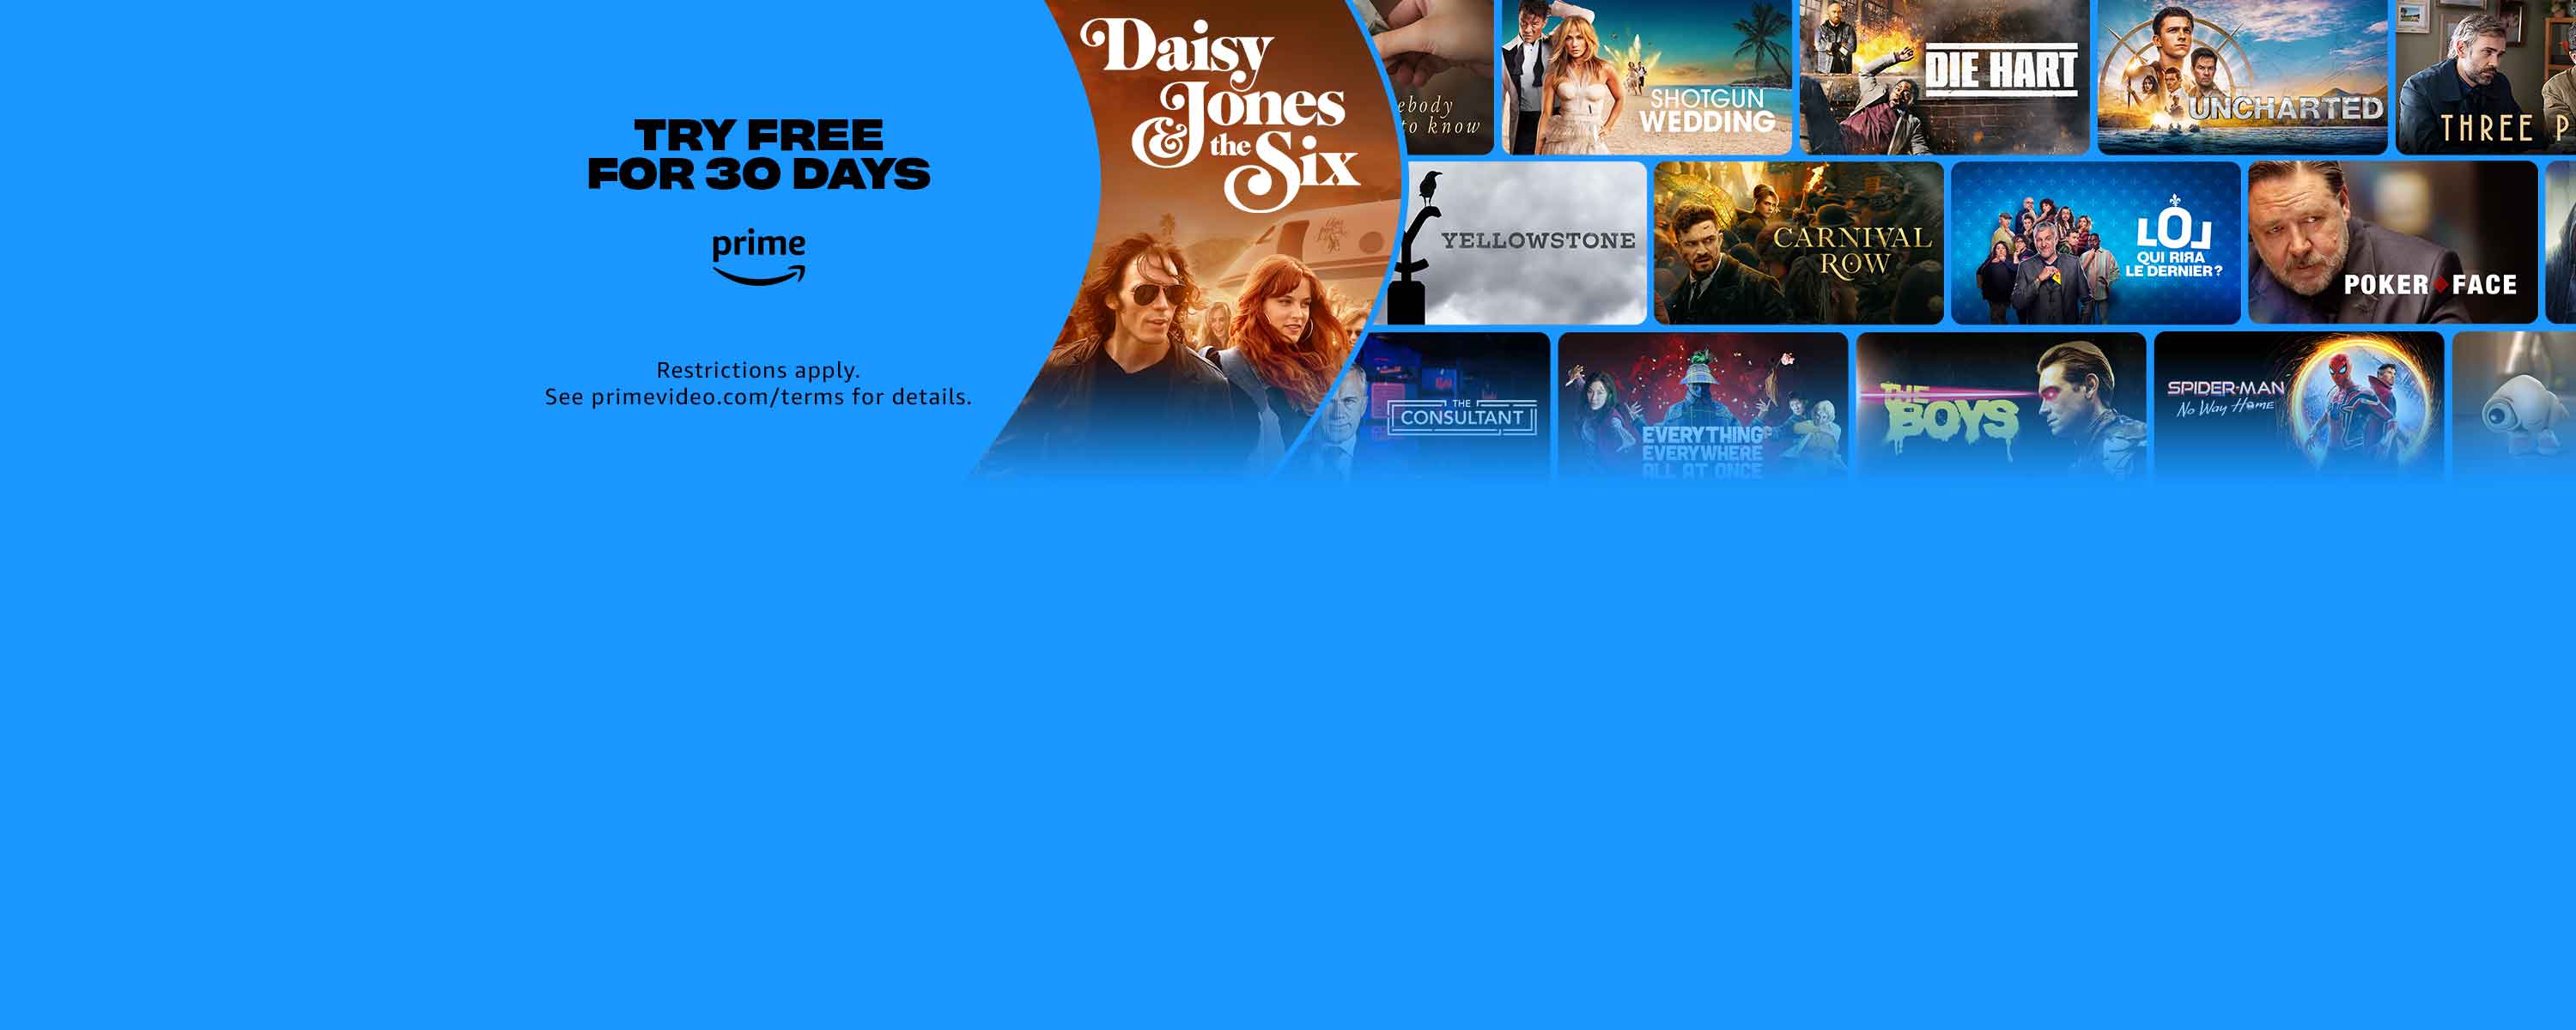 TRY FREE
FOR 30 DAYS
prime
Restrictions apply.
See primevideo.com/terms for details.
Daisy
Jones
& the Six
to know
SHOTGUN
WEDDING
DIE HART
UNCHARTED
THREE P
YELLOWSTONE
CARNIVAL
ROW
LOL
QUI RIRA
LE DERNIER?
POKER FACE
THE
CONSULTANT
EVERYTHING
EVERYWHERE
ALL AT ONCE
THE
BOYS
SPIDER-MAN
No Way Home